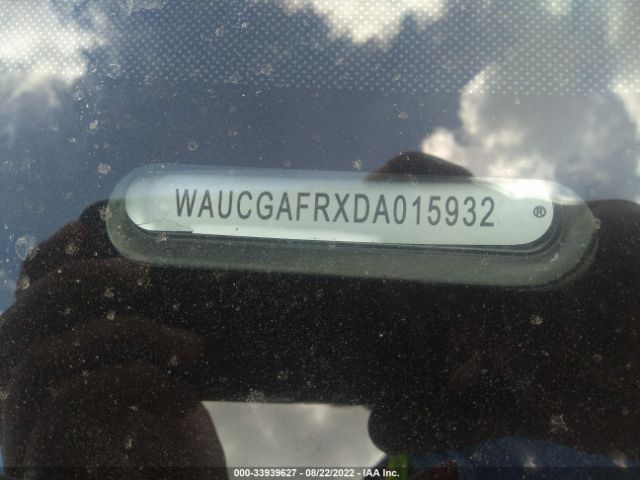 WAUCGAFRXDA015932 ®
000-33939627 - 08/22/2022 - IAA Inc.